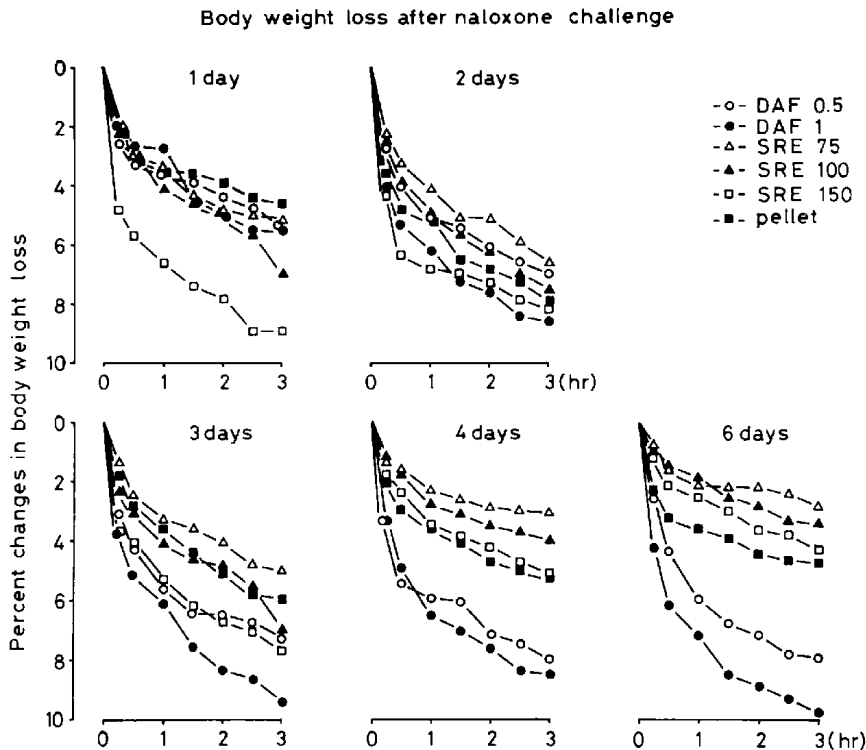 Body weight loss after naloxone challenge
1 day
2 days
0
2
4
6
8
10
0 1 2 3
0 1 2 3 (hr)
DAF 0.5
DAF 1
SRE 75
SRE 100
SRE 150
pellet
Percent changes in body weight loss
3 days
4 days
6 days
0
2
4
6
8
10
0 1 2 3
0 1 2 3
0 1 2 3 (hr)